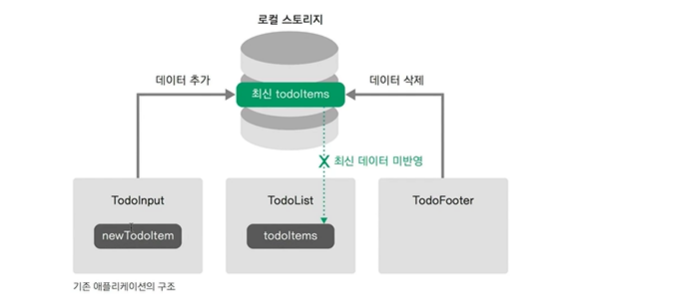 로컬 스토리지
데이터 추가
데이터 삭제
최신 todoItems
X 최신 데이터 미반영
TodoInput
TodoList
TodoFooter
newTodoItem
todoItems
기존 애플리케이션의 구조